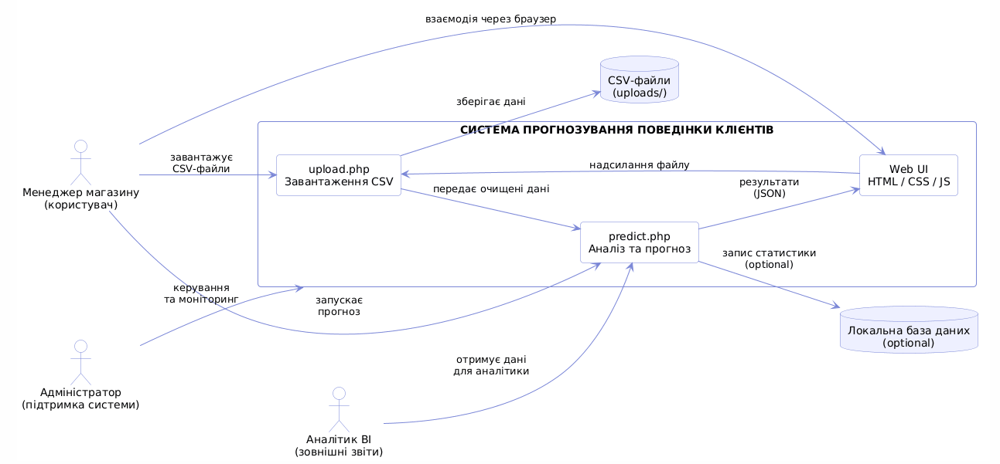 взаємодія через браузер
CSV-файли
(uploads/)
зберігає дані
СИСТЕМА ПРОГНОЗУВАННЯ ПОВЕДІНКИ КЛІЄНТІВ
завантажує
CSV-файли
upload.php
Завантаження CSV
надсилання файлу
Web UI
HTML / CSS / JS
Менеджер магазину
(користувач)
передає очищені дані
результати
(JSON)
predict.php
Аналіз та прогноз
запис статистики
(optional)
керування
та моніторинг
запускає
прогноз
Локальна база даних
(optional)
отримує дані
для аналітики
Адміністратор
(підтримка системи)
Аналітик BI
(зовнішні звіти)